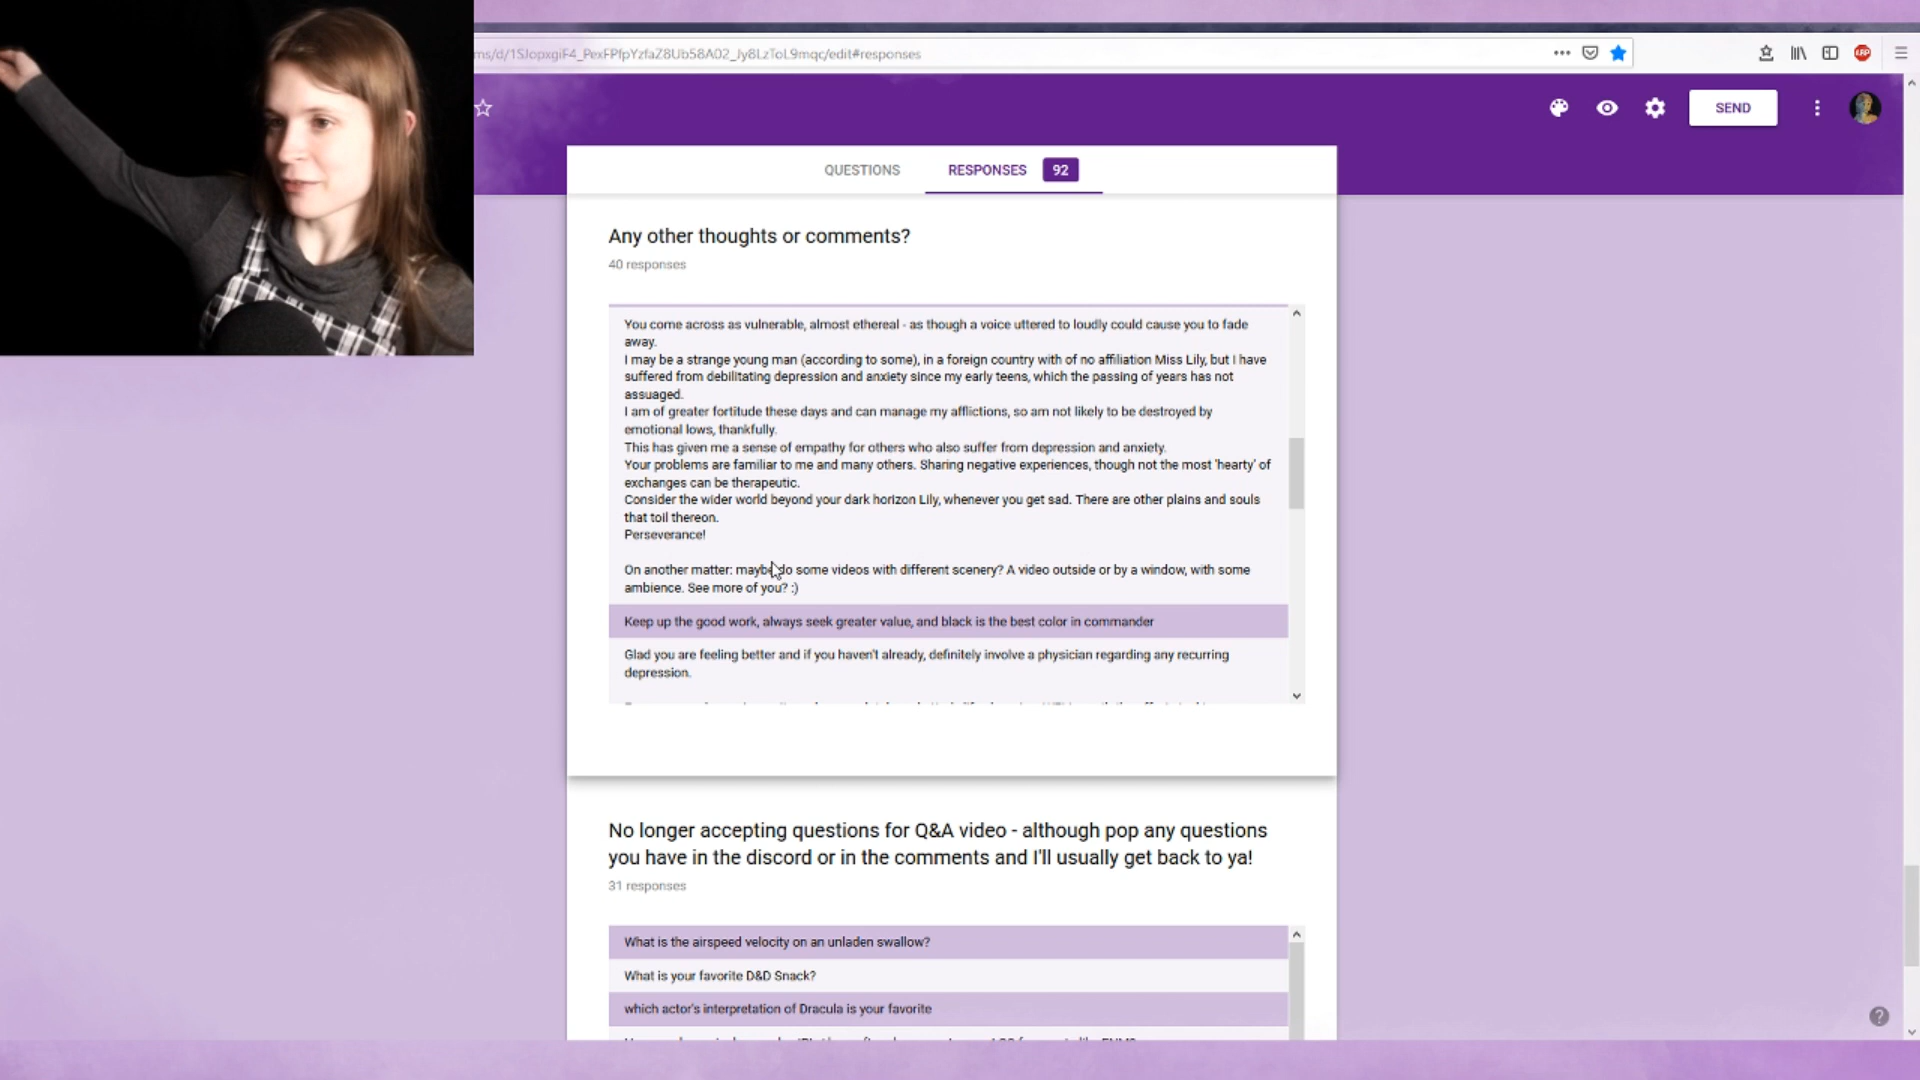 ms/d/1SJopxgiF4_PexFPfpYzfaZ8Ub58A02_Jy8LzToL9mqc/edit#responses
SEND
QUESTIONS RESPONSES 92
Any other thoughts or comments?
40 responses
You come across as vulnerable, almost ethereal - as though a voice uttered to loudly could cause you to fade
away.
I may be a strange young man (according to some), in a foreign country with of no affiliation Miss Lily, but I have
suffered from debilitating depression and anxiety since my early teens, which the passing of years has not
assuaged.
I am of greater fortitude these days and can manage my afflictions, so am not likely to be destroyed by
emotional lows, thankfully.
This has given me a sense of empathy for others who also suffer from depression and anxiety.
Your problems are familiar to me and many others. Sharing negative experiences, though not the most 'hearty' of
exchanges can be therapeutic.
Consider the wider world beyond your dark horizon Lily, whenever you get sad. There are other plains and souls
that toil thereon.
Perseverance!
On another matter: maybe do some videos with different scenery? A video outside or by a window, with some
ambience. See more of you? :)
Keep up the good work, always seek greater value, and black is the best color in commander
Glad you are feeling better and if you haven't already, definitely involve a physician regarding any recurring
depression.
No longer accepting questions for Q&A video - although pop any questions
you have in the discord or in the comments and I'll usually get back to ya!
31 responses
What is the airspeed velocity on an unladen swallow?
What is your favorite D&D Snack?
which actor's interpretation of Dracula is your favorite